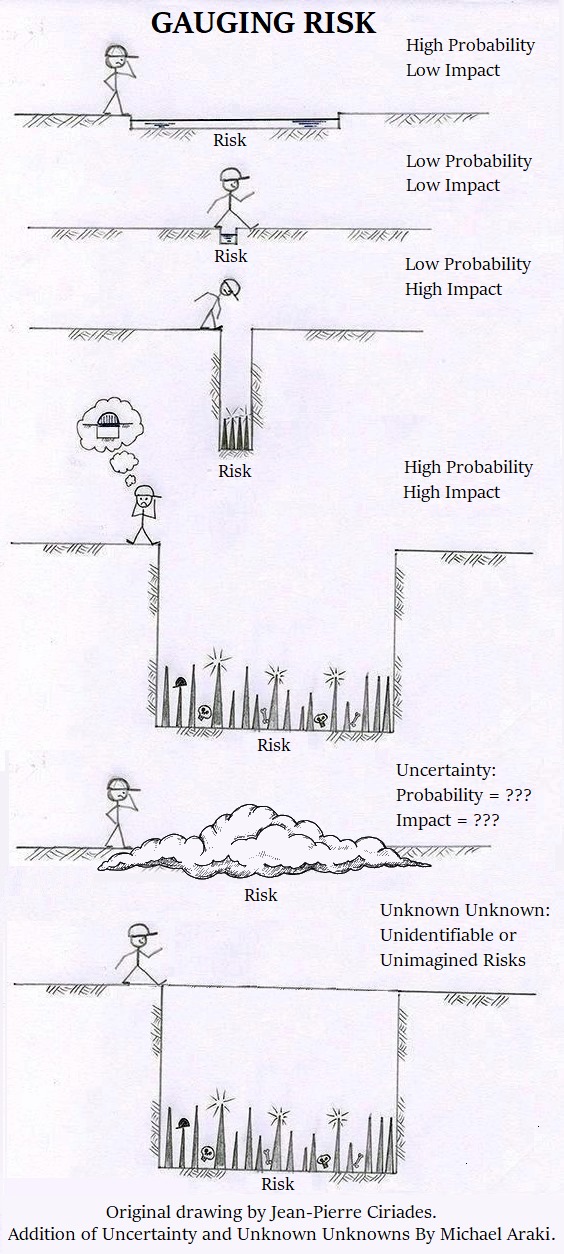 GAUGING RISK
High Probability
Low Impact
Risk
Low Probability
Low Impact
Risk
Low Probability
High Impact
Risk
High Probability
High Impact
Risk
Uncertainty:
Probability = ???
Impact = ???
Risk
Unknown Unknown:
Unidentifiable or
Unimagined Risks
Risk
Original drawing by Jean-Pierre Ciriades.
Addition of Uncertainty and Unknown Unknowns By Michael Araki.